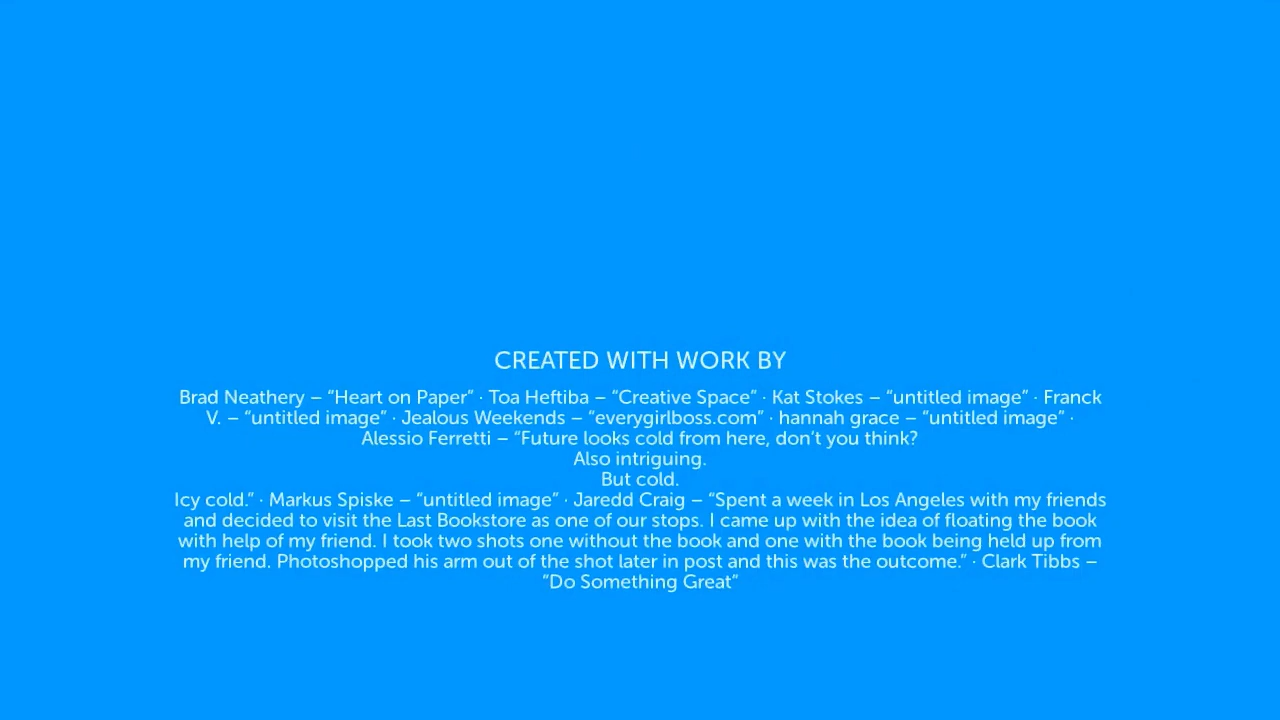 CREATED WITH WORK BY
Brad Neathery – “Heart on Paper” · Toa Heftiba – “Creative Space” · Kat Stokes – “untitled image” · Franck
V. – “untitled image” · Jealous Weekends – “everygirlboss.com” · hannah grace – “untitled image” ·
Alessio Ferretti – “Future looks cold from here, don’t you think?
Also intriguing.
But cold.
Icy cold.” · Markus Spiske – “untitled image” · Jaredd Craig – “Spent a week in Los Angeles with my friends
and decided to visit the Last Bookstore as one of our stops. I came up with the idea of floating the book
with help of my friend. I took two shots one without the book and one with the book being held up from
my friend. Photoshopped his arm out of the shot later in post and this was the outcome.” · Clark Tibbs –
“Do Something Great”